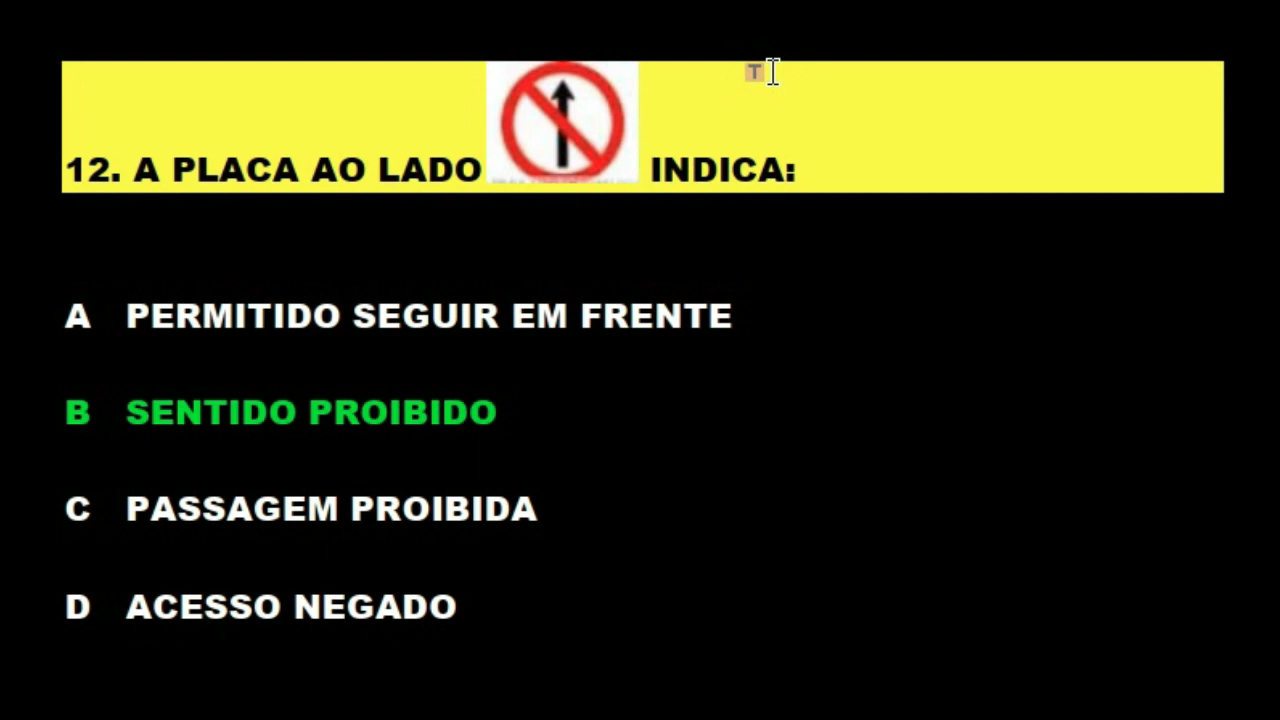 T
12. A PLACA AO LADO INDICA:
A PERMITIDO SEGUIR EM FRENTE
B SENTIDO PROIBIDO
C PASSAGEM PROIBIDA
D ACESSO NEGADO